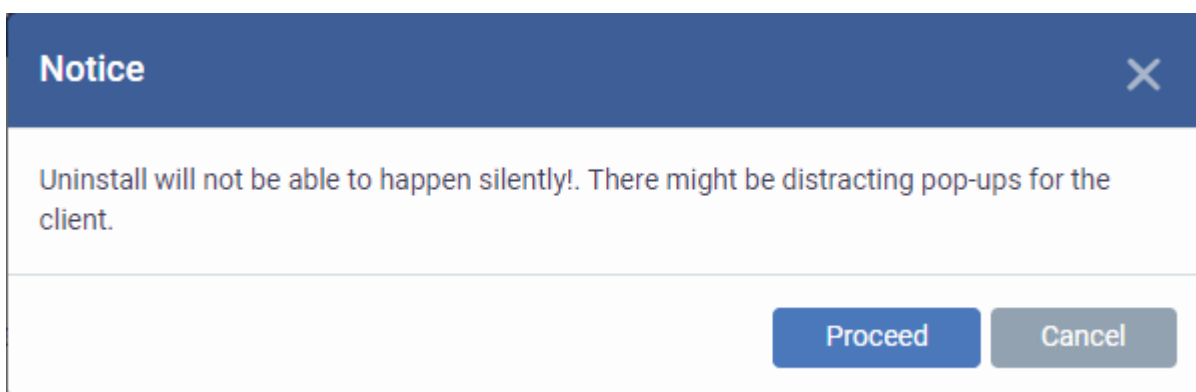 Notice
Uninstall will not be able to happen silently!. There might be distracting pop-ups for the
client.
Proceed
Cancel